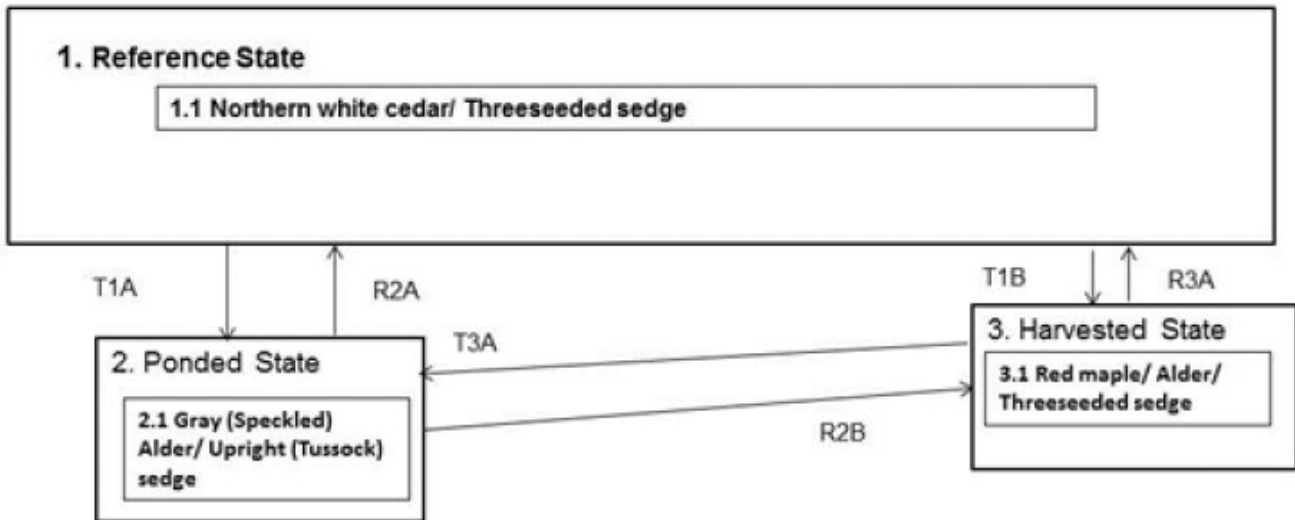 1. Reference State
1.1 Northern white cedar/ Threeseeded sedge
T1A
R2A
T1B
R3A
T3A
R2B
2. Ponded State
2.1 Gray (Speckled)
Alder/ Upright (Tussock)
sedge
3. Harvested State
3.1 Red maple/ Alder/
Threeseeded sedge